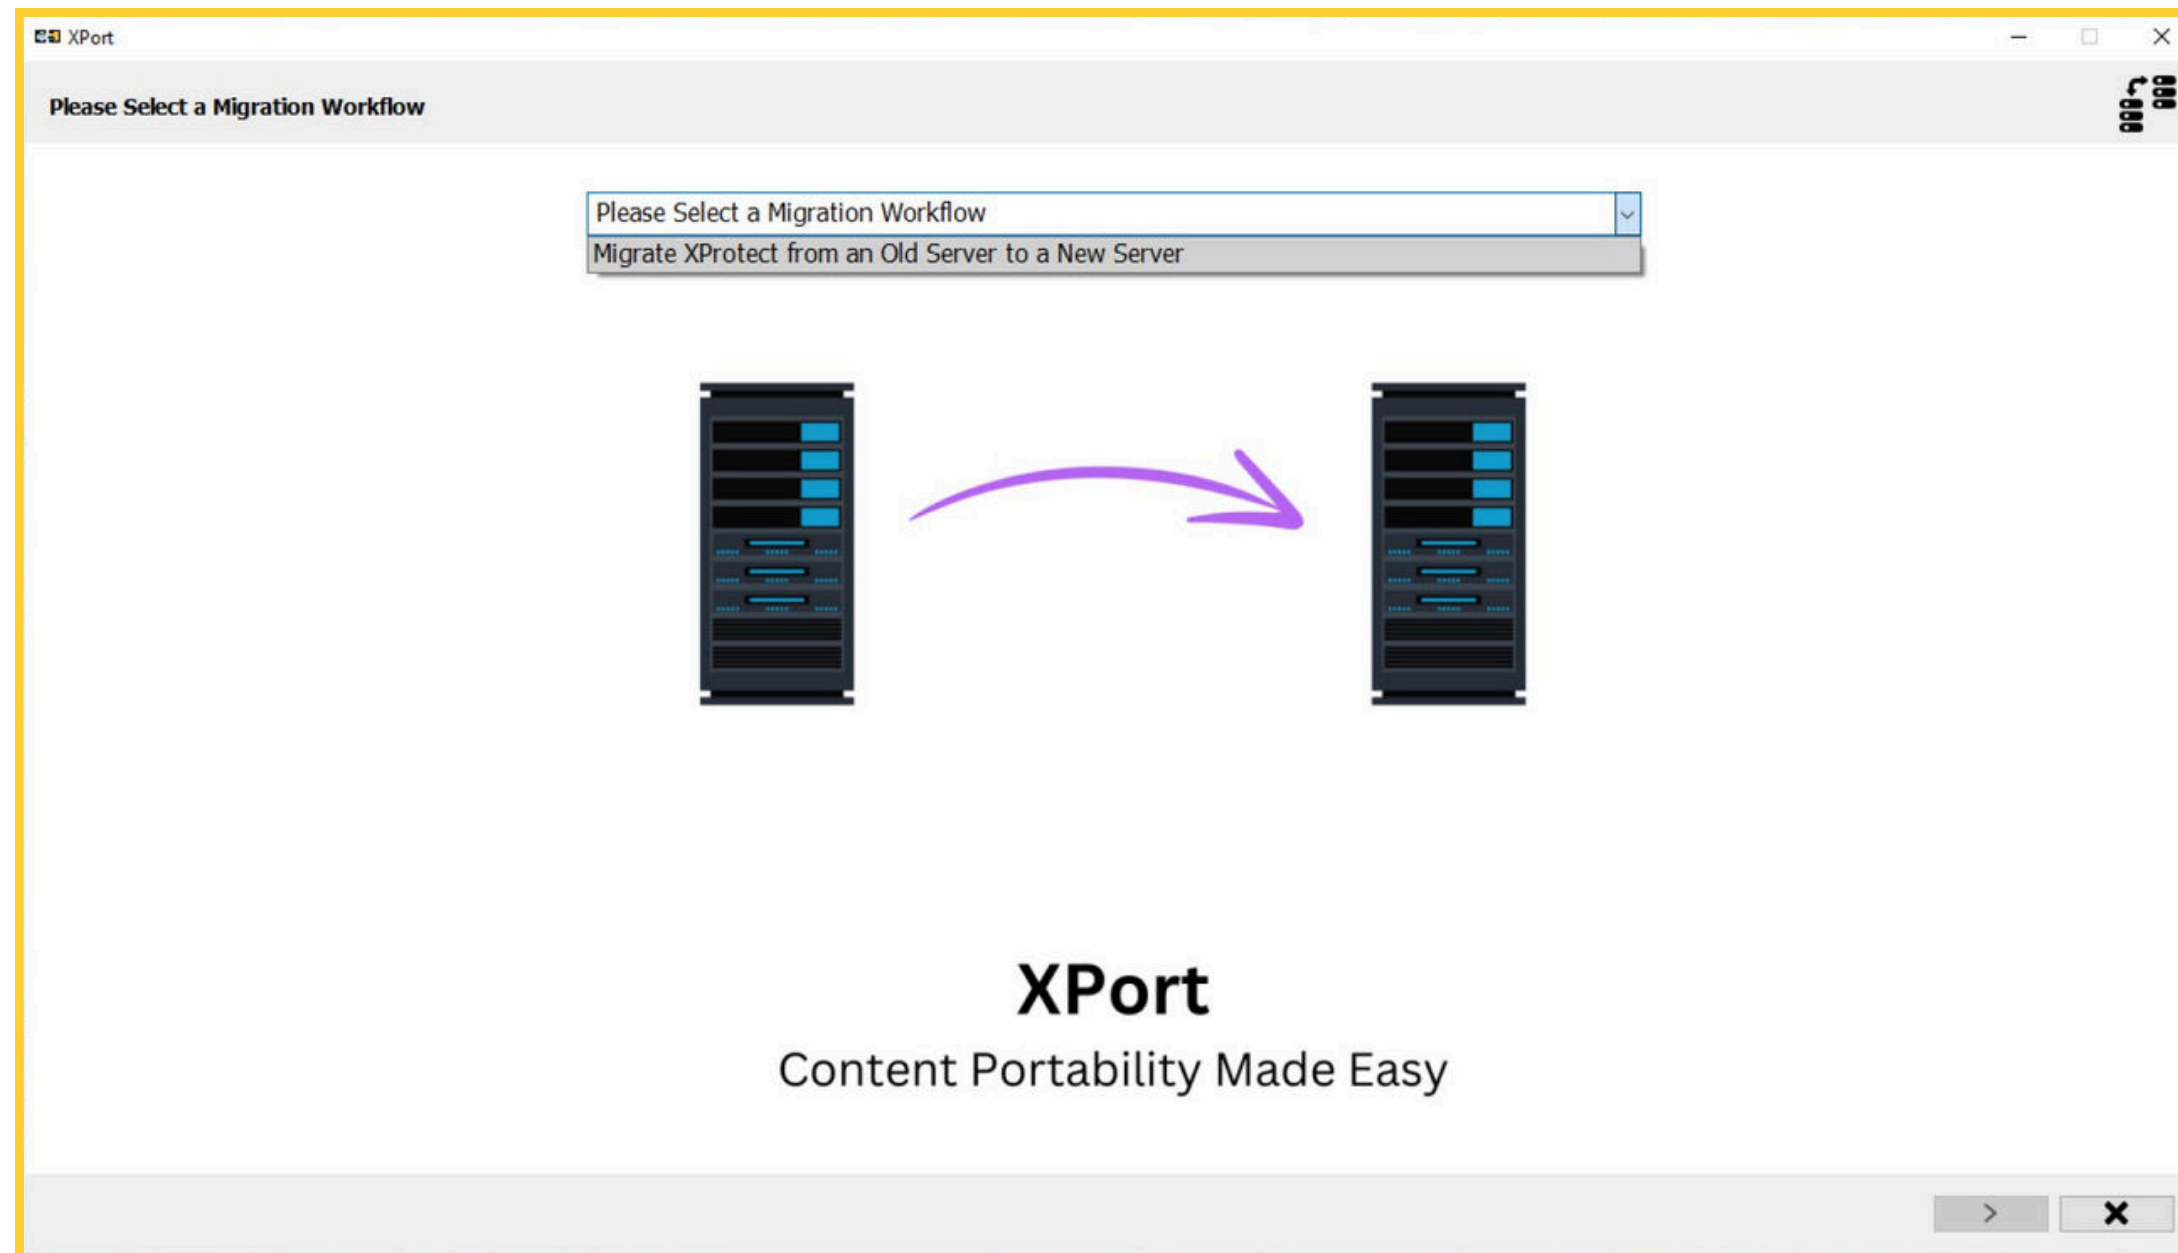 XPort
Please Select a Migration Workflow
Please Select a Migration Workflow
Migrate XProtect from an Old Server to a New Server
XPort
Content Portability Made Easy